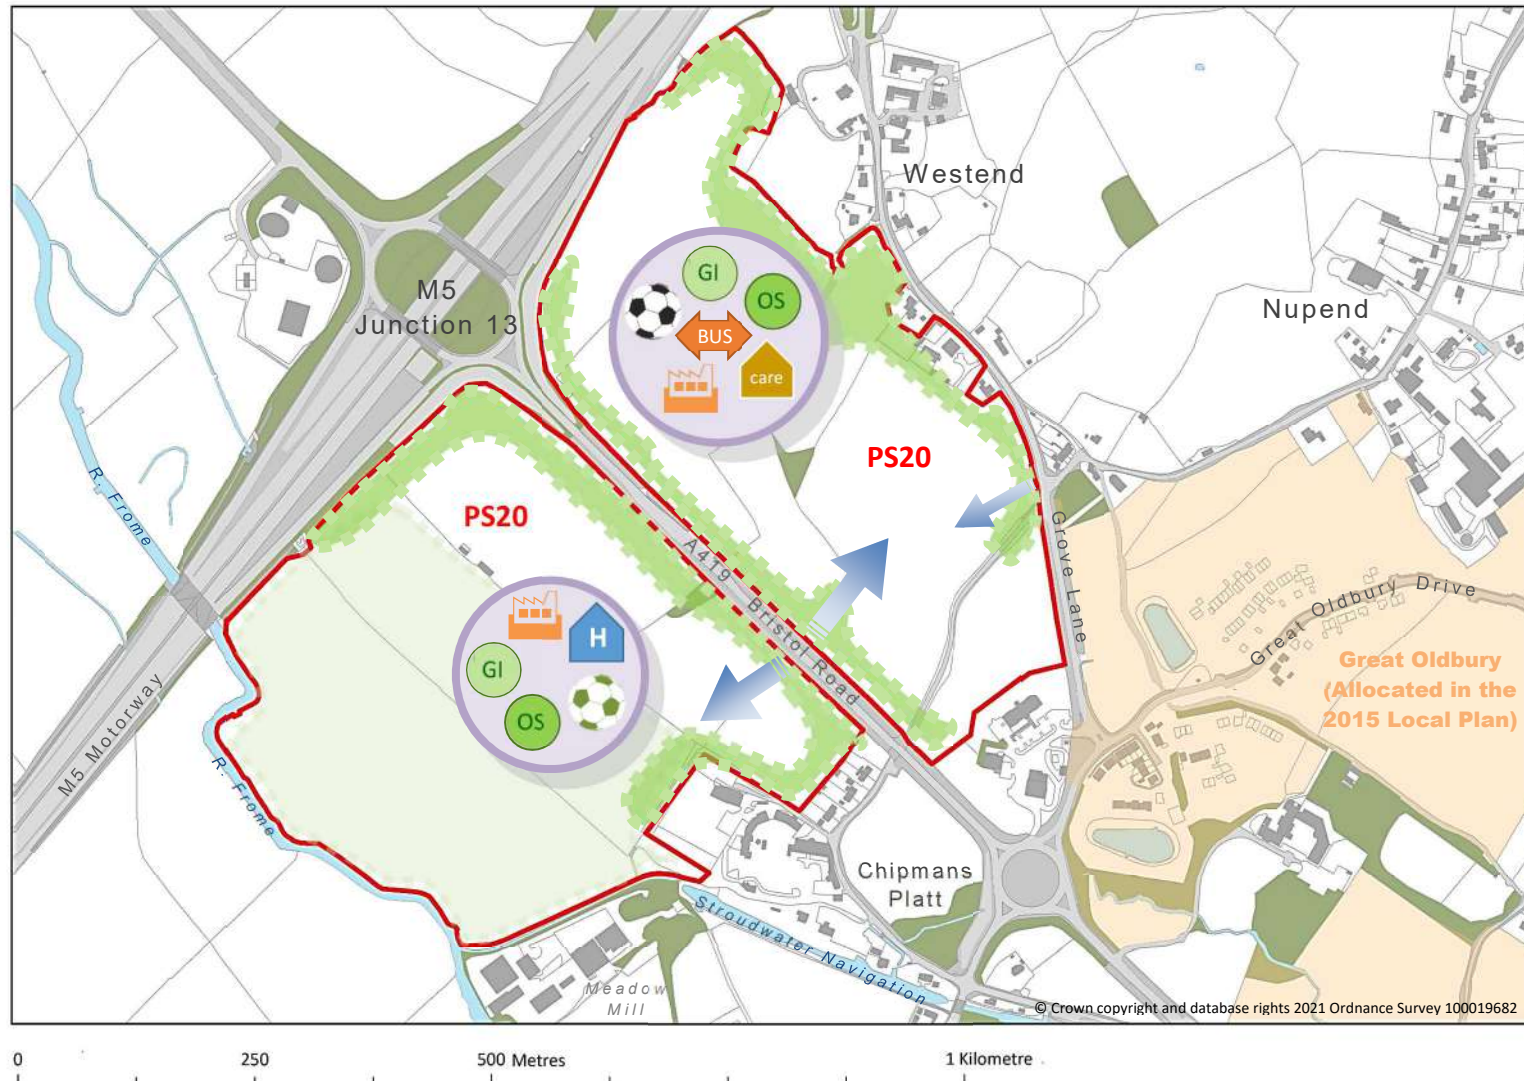 Westend
M5
Junction 13
Nupend
GI
OS
BUS
care
PS20
PS20
R. Frome
A419 Bristol Road
Grove Lane
Great Oldbury Drive
H
GI
OS
Great Oldbury
(Allocated in the
2015 Local Plan)
M5 Motorway
R. Frome
Chipmans
Platt
Stroudwater Navigation
Meadow
Mill
© Crown copyright and database rights 2021 Ordnance Survey 100019682
0 250 500 Metres 1 Kilometre